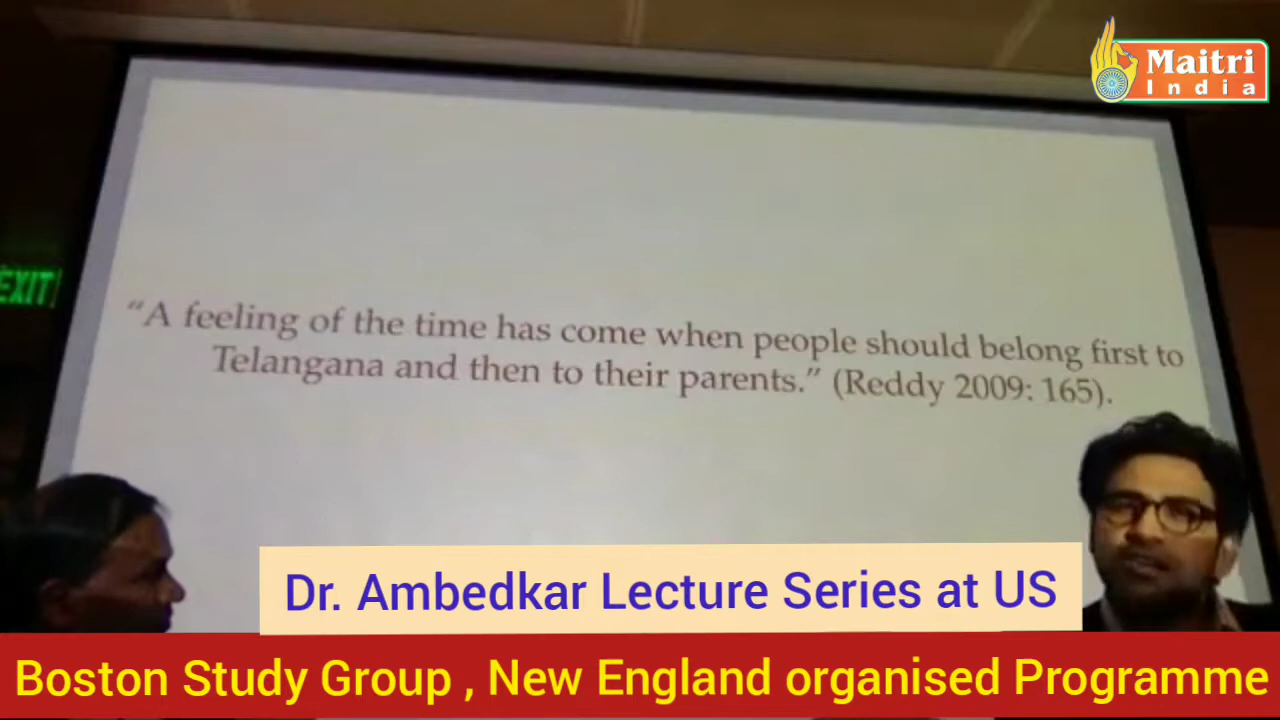 Maitri
India
EXIT
“A feeling of the time has come when people should belong first to
Telangana and then to their parents.” (Reddy 2009: 165).
Dr. Ambedkar Lecture Series at US
Boston Study Group , New England organised Programme